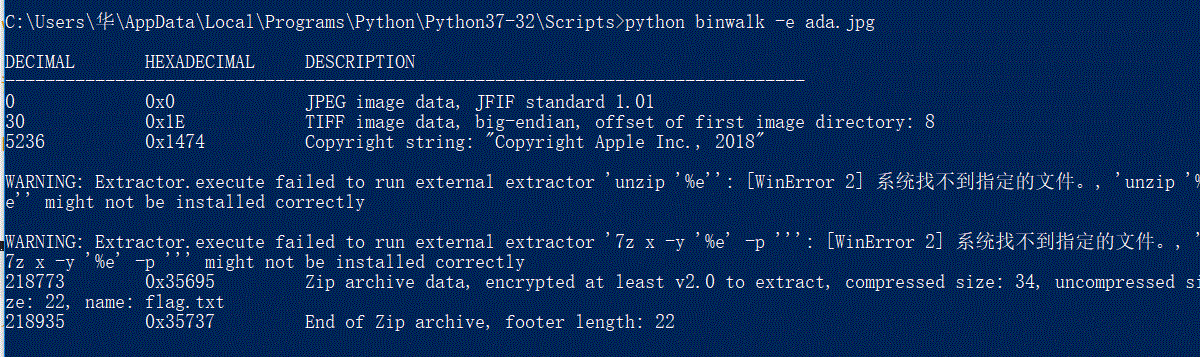 C:\Users\华\AppData\Local\Programs\Python\Python37-32\Scripts>python binwalk -e ada.jpg
DECIMAL       HEXADECIMAL     DESCRIPTION
--------------------------------------------------------------------------------
0             0x0             JPEG image data, JFIF standard 1.01
30            0x1E            TIFF image data, big-endian, offset of first image directory: 8
5236          0x1474          Copyright string: "Copyright Apple Inc., 2018"
WARNING: Extractor.execute failed to run external extractor 'unzip '%e'': [WinError 2] 系统找不到指定的文件。, 'unzip '%
e'' might not be installed correctly
WARNING: Extractor.execute failed to run external extractor '7z x -y '%e' -p ''': [WinError 2] 系统找不到指定的文件。, '
7z x -y '%e' -p ''' might not be installed correctly
218773        0x35695         Zip archive data, encrypted at least v2.0 to extract, compressed size: 34, uncompressed si
ze: 22, name: flag.txt
218935        0x35737         End of Zip archive, footer length: 22